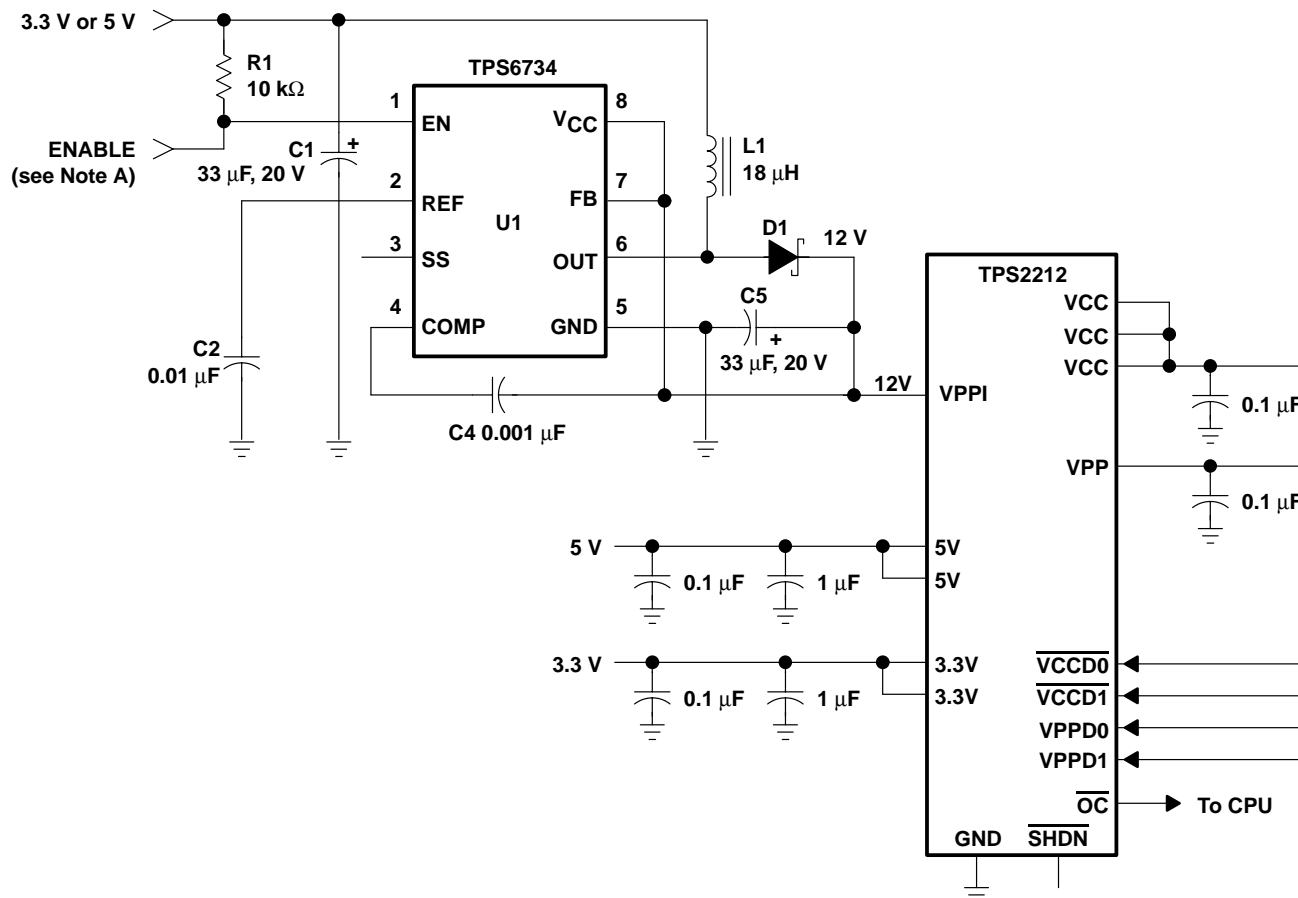 3.3 V or 5 V
R1
10 kΩ
ENABLE
(see Note A)
C1
+
33 μF, 20 V
TPS6734
1
EN
2
REF
3
SS
4
COMP
U1
8
VCC
7
FB
6
OUT
5
GND
L1
18 μH
D1
12 V
C5
+
33 μF, 20 V
C2
0.01 μF
C4 0.001 μF
12V
TPS2212
VPPI
VCC
VCC
VCC
0.1 μF
VPP
0.1 μF
5 V
0.1 μF
1 μF
5V
5V
3.3 V
0.1 μF
1 μF
3.3V
3.3V
VCCD0
VCCD1
VPPD0
VPPD1
OC
To CPU
GND
SHDN